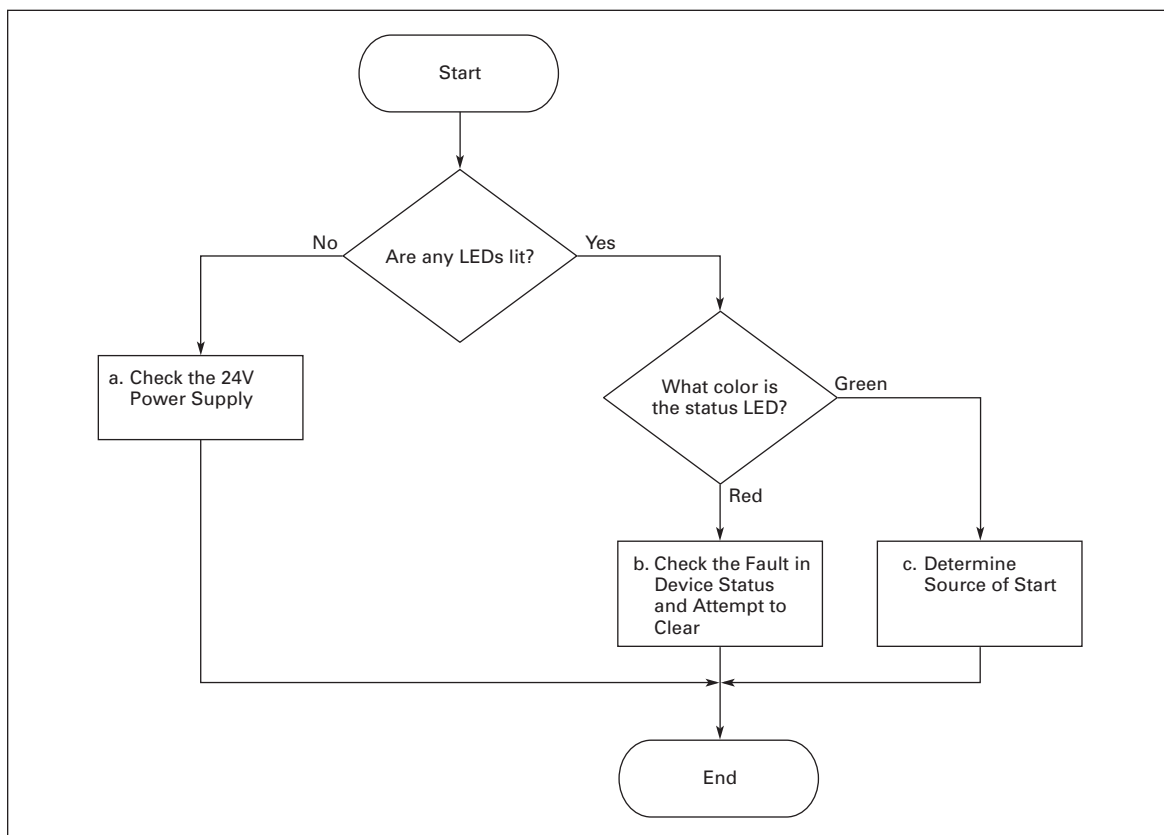 Start
Are any LEDs lit?
No
Yes
a. Check the 24V
Power Supply
What color is
the status LED?
Green
Red
b. Check the Fault in
Device Status
and Attempt to
Clear
c. Determine
Source of Start
End